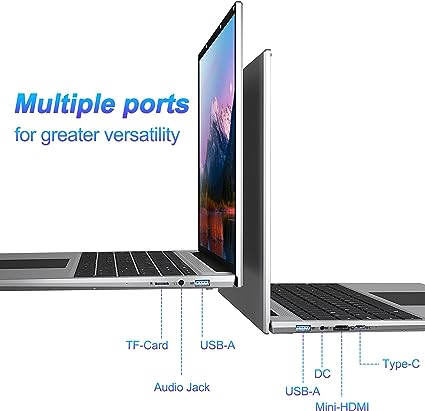 Multiple ports
for greater versatility
TF-Card
USB-A
Audio Jack
Type-C
DC
USB-A
Mini-HDMI